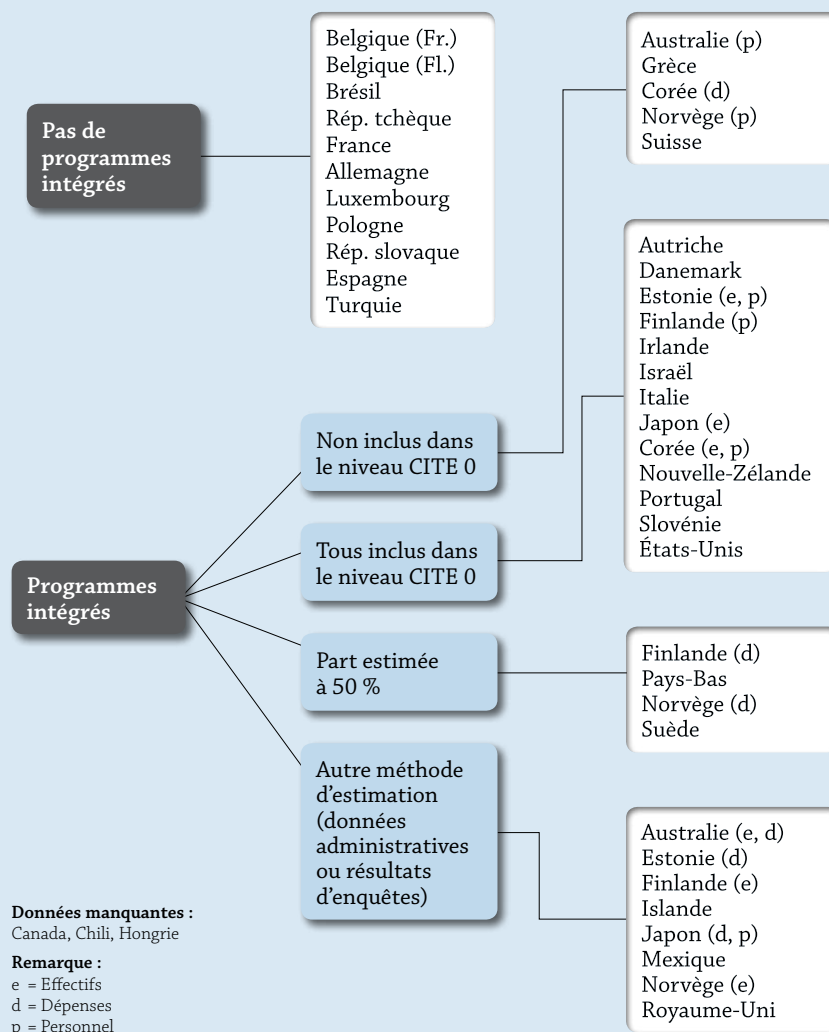 Pas de
programmes
intégrés
Belgique (Fr.)
Belgique (Fl.)
Brésil
Rép. tchèque
France
Allemagne
Luxembourg
Pologne
Rép. slovaque
Espagne
Turquie
Programmes
intégrés
Non inclus dans
le niveau CITE 0
Australie (p)
Grèce
Corée (d)
Norvège (p)
Suisse
Tous inclus dans
le niveau CITE 0
Autriche
Danemark
Estonie (e, p)
Finlande (p)
Irlande
Israël
Italie
Japon (e)
Corée (e, p)
Nouvelle-Zélande
Portugal
Slovénie
États-Unis
Part estimée
à 50 %
Finlande (d)
Pays-Bas
Norvège (d)
Suède
Autre méthode
d'estimation
(données
administratives
ou résultats
d'enquêtes)
Australie (e, d)
Estonie (d)
Finlande (e)
Islande
Japon (d, p)
Mexique
Norvège (e)
Royaume-Uni
Données manquantes :
Canada, Chili, Hongrie
Remarque :
e = Effectifs
d = Dépenses
p = Personnel